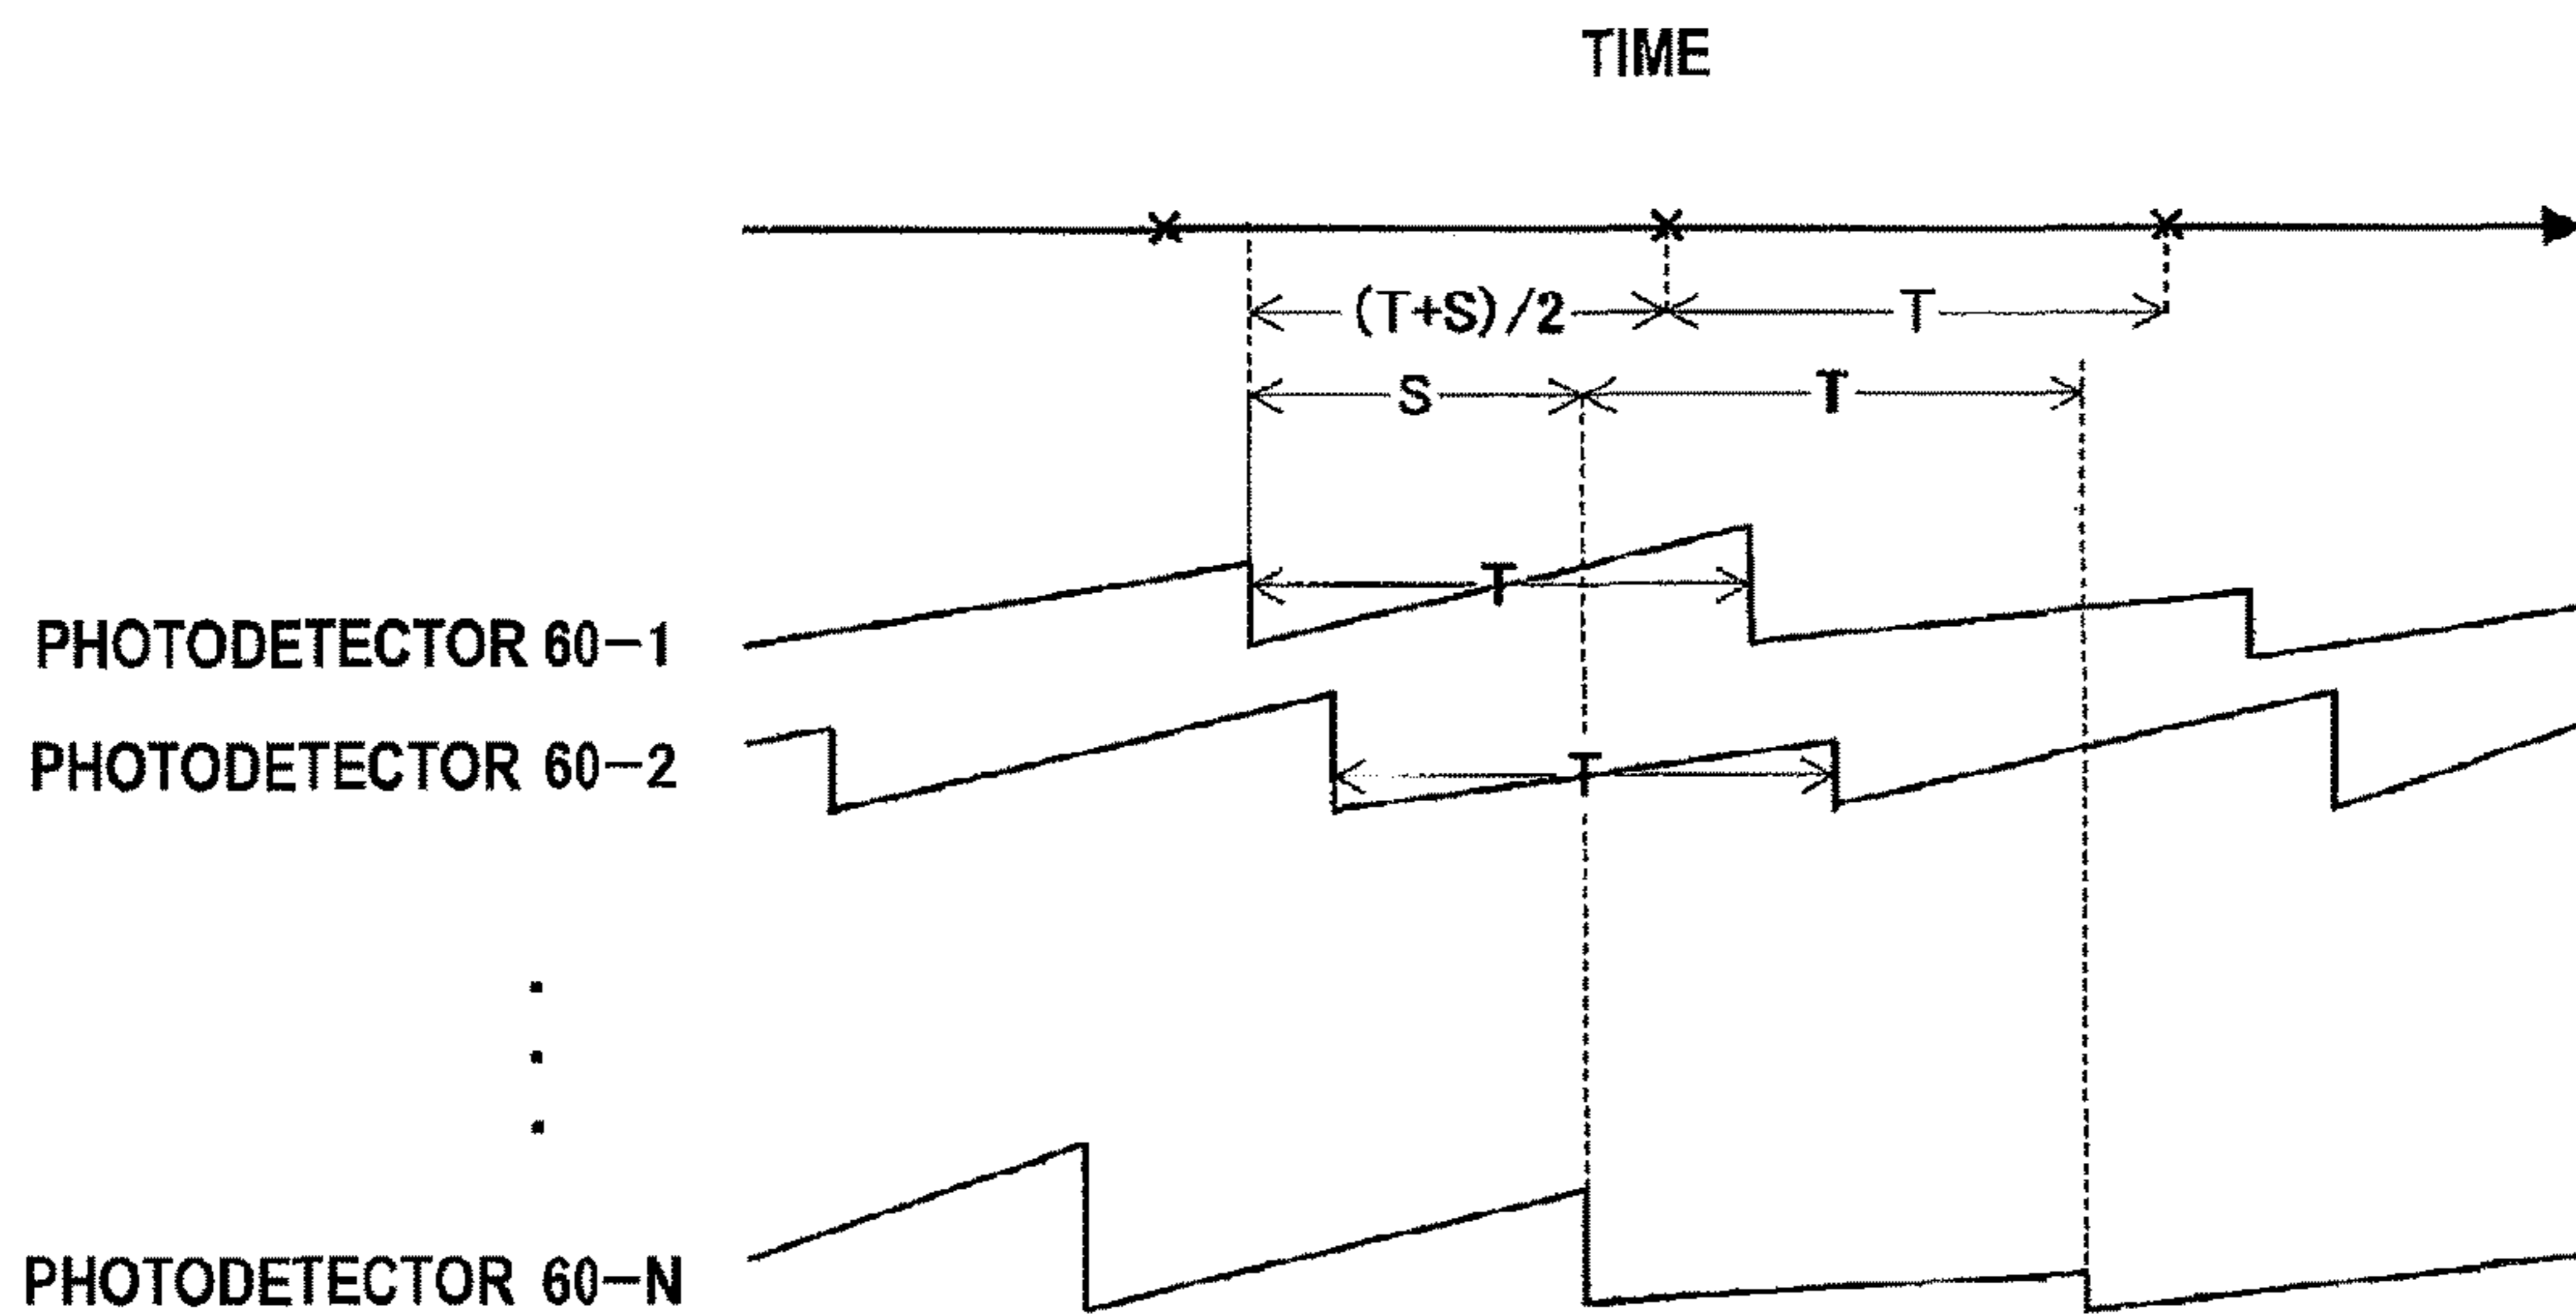 TIME
(T+S)/2 T
S T
T
PHOTODETECTOR 60-1
PHOTODETECTOR 60-2 T
PHOTODETECTOR 60-N